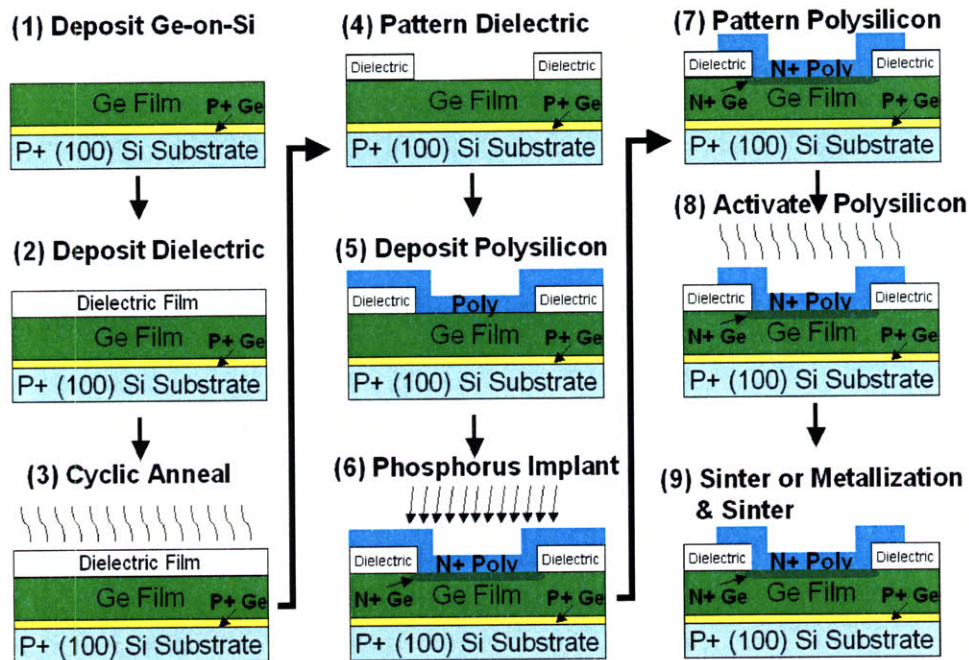 (1) Deposit Ge-on-Si
Ge Film
P+ Ge
P+ (100) Si Substrate
(2) Deposit Dielectric
Dielectric Film
Ge Film
P+ Ge
P+ (100) Si Substrate
(3) Cyclic Anneal
Dielectric Film
Ge Film
P+ Ge
P+ (100) Si Substrate
(4) Pattern Dielectric
Dielectric
Dielectric
Ge Film
P+ Ge
P+ (100) Si Substrate
(5) Deposit Polysilicon
Dielectric
Poly
Dielectric
Ge Film
P+ Ge
P+ (100) Si Substrate
(6) Phosphorus Implant
Dielectric
N+ Poly
Dielectric
N+ Ge
Ge Film
P+ Ge
P+ (100) Si Substrate
(7) Pattern Polysilicon
Dielectric
N+ Poly
Dielectric
N+ Ge
Ge Film
P+ Ge
P+ (100) Si Substrate
(8) Activate Polysilicon
Dielectric
N+ Poly
Dielectric
N+ Ge
Ge Film
P+ Ge
P+ (100) Si Substrate
(9) Sinter or Metallization
& Sinter
Dielectric
N+ Poly
Dielectric
N+ Ge
Ge Film
P+ Ge
P+ (100) Si Substrate